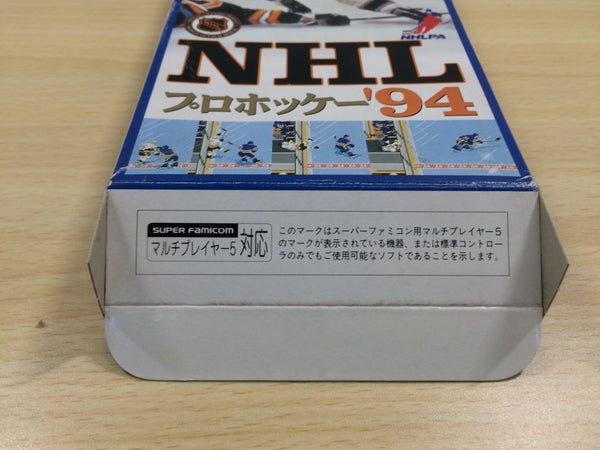 NHLPA
NHL
プロホッケー'94
SUPER FAMICOM
マルチプレイヤー5 対応
このマークはスーパーファミコン用マルチプレイヤー5
のマークが表示されている機器、または標準コントロー
ラのみでもご使用可能なソフトであることを示します。